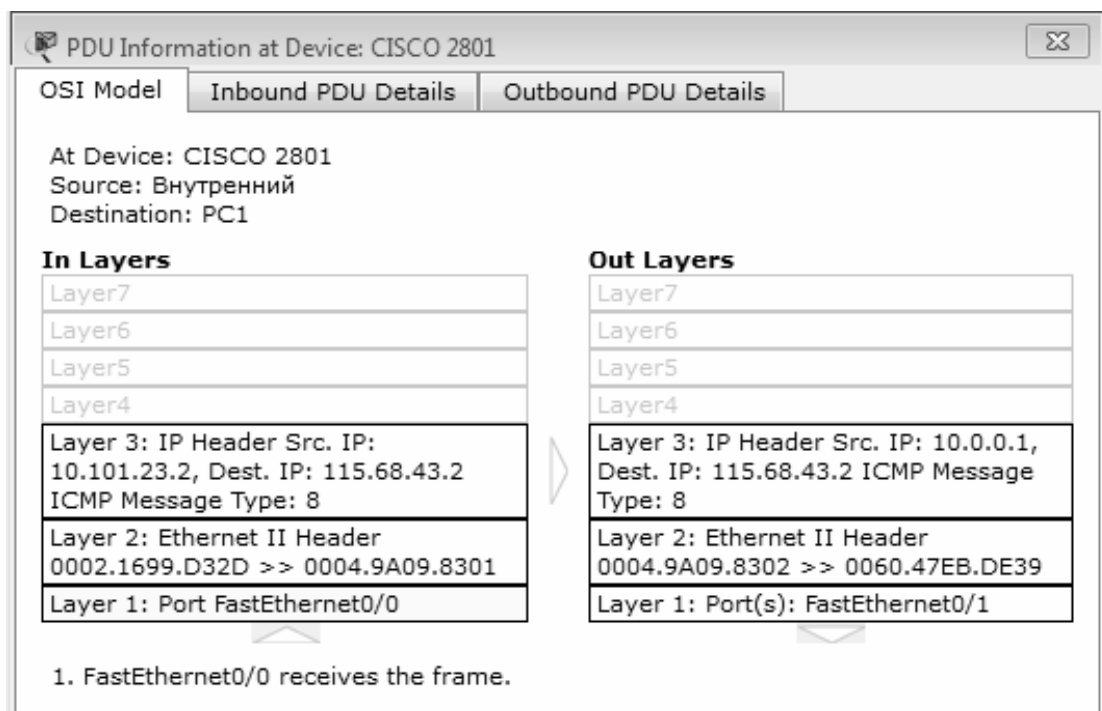 PDU Information at Device: CISCO 2801
OSI Model
Inbound PDU Details
Outbound PDU Details
At Device: CISCO 2801
Source: Внутренний
Destination: PC1
In Layers
Layer7
Layer6
Layer5
Layer4
Layer 3: IP Header Src. IP:
10.101.23.2, Dest. IP: 115.68.43.2
ICMP Message Type: 8
Layer 2: Ethernet II Header
0002.1699.D32D >> 0004.9A09.8301
Layer 1: Port FastEthernet0/0
Out Layers
Layer7
Layer6
Layer5
Layer4
Layer 3: IP Header Src. IP: 10.0.0.1,
Dest. IP: 115.68.43.2 ICMP Message
Type: 8
Layer 2: Ethernet II Header
0004.9A09.8302 >> 0060.47EB.DE39
Layer 1: Port(s): FastEthernet0/1
1. FastEthernet0/0 receives the frame.